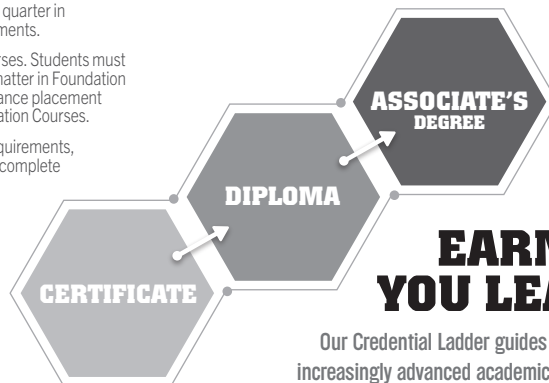 quarter in
ments.
rses. Students must
matter in Foundation
ance placement
ation Courses.
quirements,
complete
ASSOCIATE'S
DEGREE
DIPLOMA
CERTIFICATE
EARN
YOU LEA
Our Credential Ladder guides
increasingly advanced academic